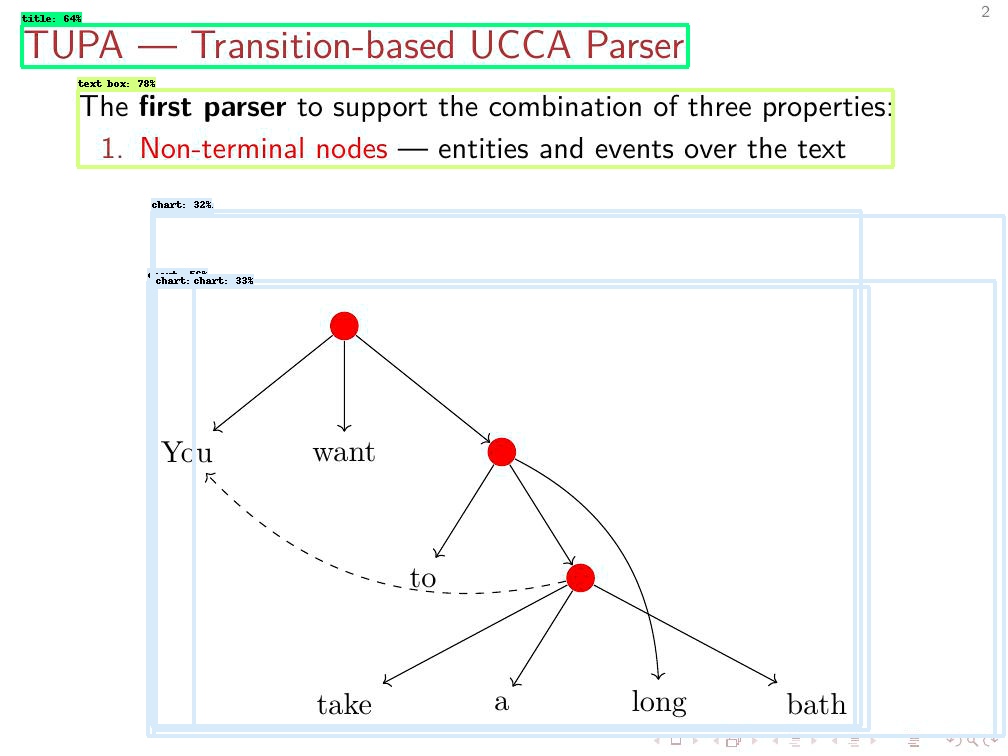 2
title: 64%
TUPA — Transition-based UCCA Parser
text box: 78%
The first parser to support the combination of three properties:
1. Non-terminal nodes — entities and events over the text
chart: 32%
chart: chart: 33%
You want
to
take a long bath